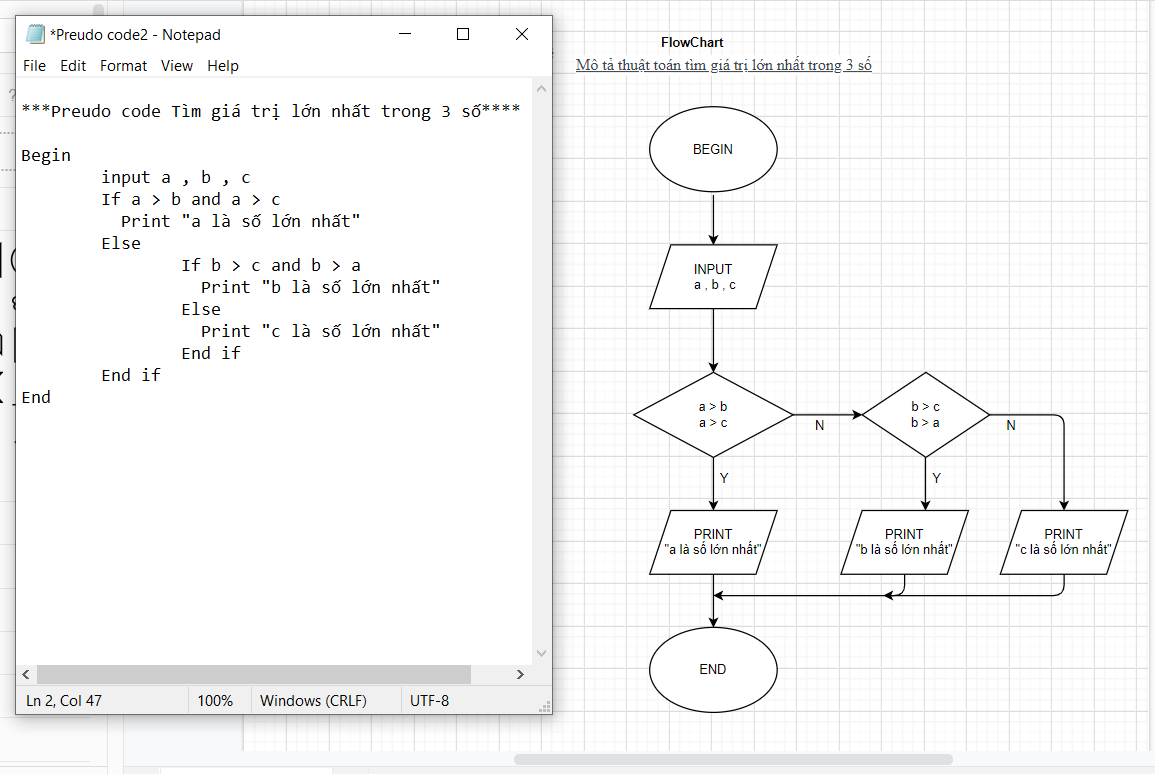 *Preudo code2 - Notepad
File Edit Format View Help
***Preudo code Tìm giá trị lớn nhất trong 3 số****
Begin
input a , b , c
If a > b and a > c
Print "a là số lớn nhất"
Else
If b > c and b > a
Print "b là số lớn nhất"
Else
Print "c là số lớn nhất"
End if
End if
End
Ln 2, Col 47 100% Windows (CRLF) UTF-8
FlowChart
Mô tả thuật toán tìm giá trị lớn nhất trong 3 số
BEGIN
INPUT
a , b , c
a > b
a > c
N
b > c
b > a
N
Y
Y
PRINT
"a là số lớn nhất"
PRINT
"b là số lớn nhất"
PRINT
"c là số lớn nhất"
END